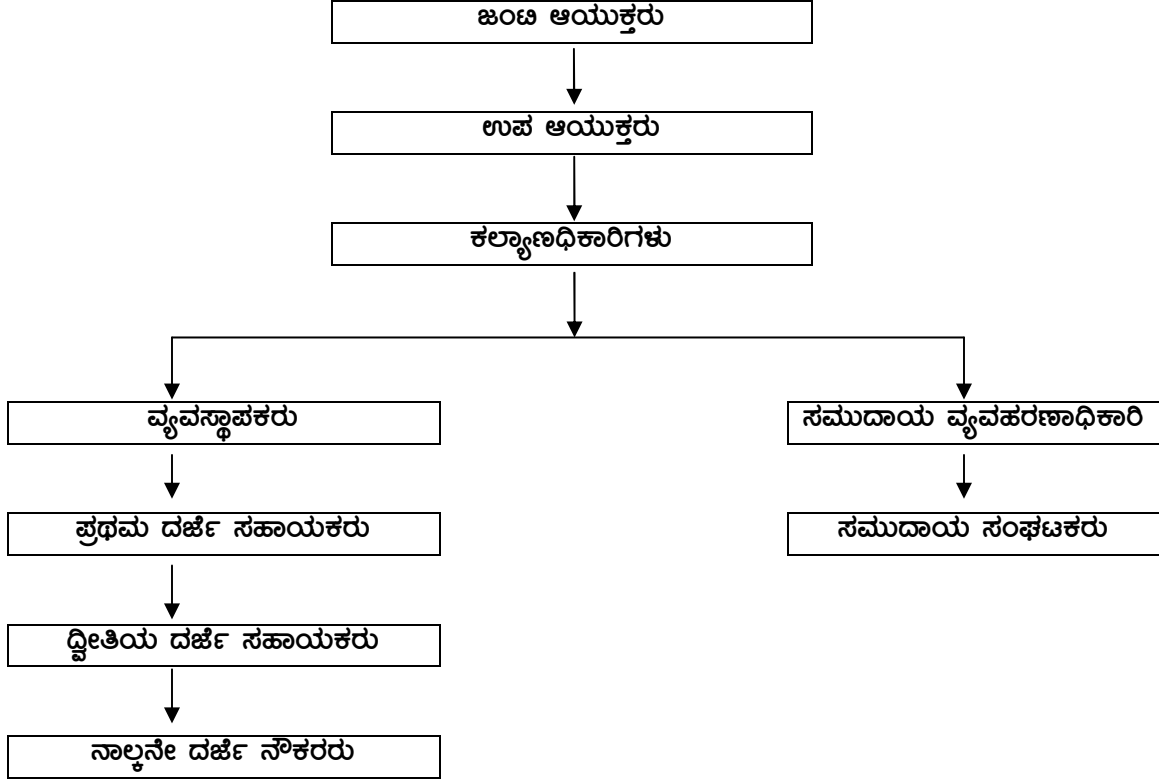 ಜಂಟಿ ಆಯುಕ್ತರು
ಉಪ ಆಯುಕ್ತರು
ಕಲ್ಯಾಣಧಿಕಾರಿಗಳು
ವ್ಯವಸ್ಥಾಪಕರು
ಸಮುದಾಯ ವ್ಯವಹರಣಾಧಿಕಾರಿ
ಪ್ರಥಮ ದರ್ಜೆ ಸಹಾಯಕರು
ಸಮುದಾಯ ಸಂಘಟಕರು
ದ್ವಿೀತಿಯ ದರ್ಜೆ ಸಹಾಯಕರು
ನಾಲ್ಕನೇ ದರ್ಜೆ ನೌಕರರು